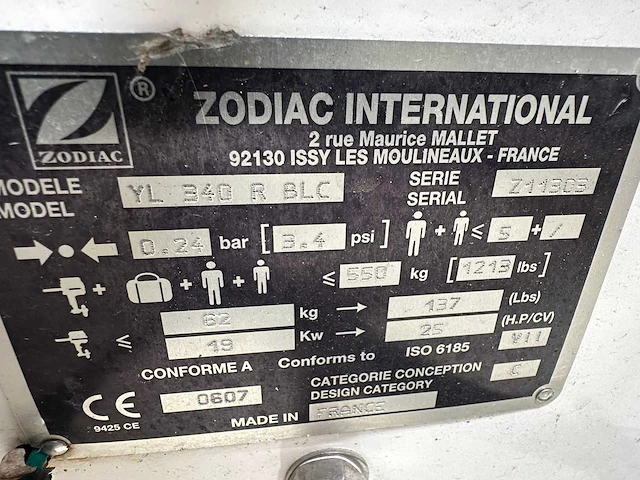 ZODIAC
®
ZODIAC INTERNATIONAL
2 rue Maurice MALLET
92130 ISSY LES MOULINEAUX - FRANCE
MODELE
MODEL
YL 340 R BLC
SERIE
SERIAL
Z113C3
0.24 bar [ 3.4 psi ]
+ ≤ 5 + /
+ + + ≤ 550 kg [ 1213 lbs ]
62 kg → 137 (Lbs)
≤ 19 Kw → 25 (H.P/CV)
CONFORME A Conforms to ISO 6185 VII
CATEGORIE CONCEPTION
DESIGN CATEGORY
C
CE 0607
9425 CE
MADE IN FRANCE